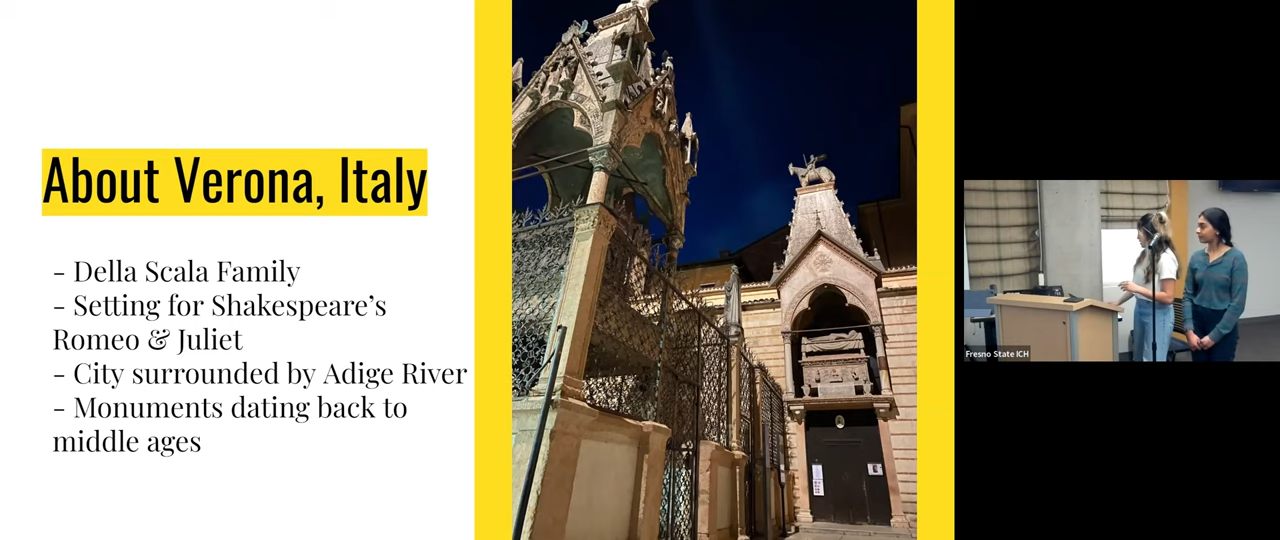 About Verona, Italy
- Della Scala Family
- Setting for Shakespeare’s
Romeo & Juliet
- City surrounded by Adige River
- Monuments dating back to
middle ages
Fresno State ICH